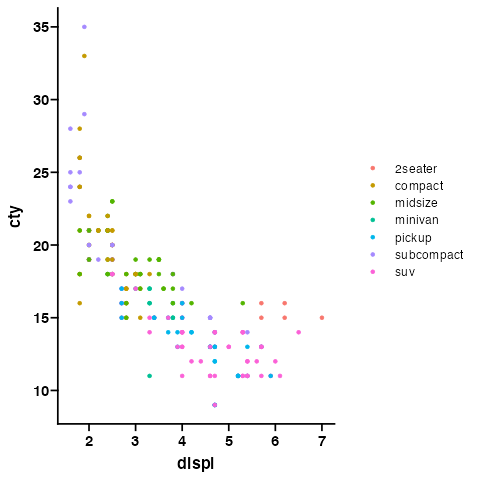 35
30
25
20
15
10
cty
2 3 4 5 6 7
displ
2seater
compact
midsize
minivan
pickup
subcompact
suv